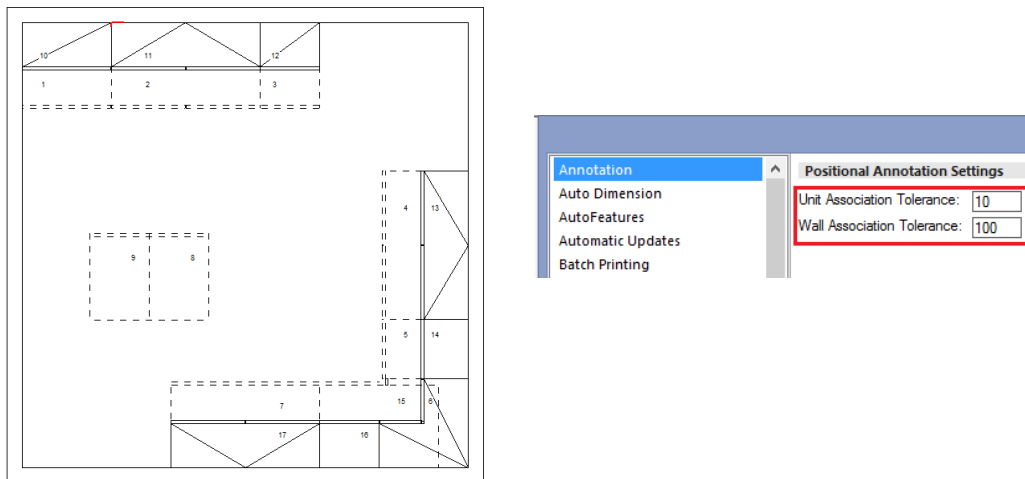 10 11 12
1 2 3
4 13
9 8
5 14
7 15 6
17 16
Annotation
Auto Dimension
AutoFeatures
Automatic Updates
Batch Printing
Positional Annotation Settings
Unit Association Tolerance: 10
Wall Association Tolerance: 100